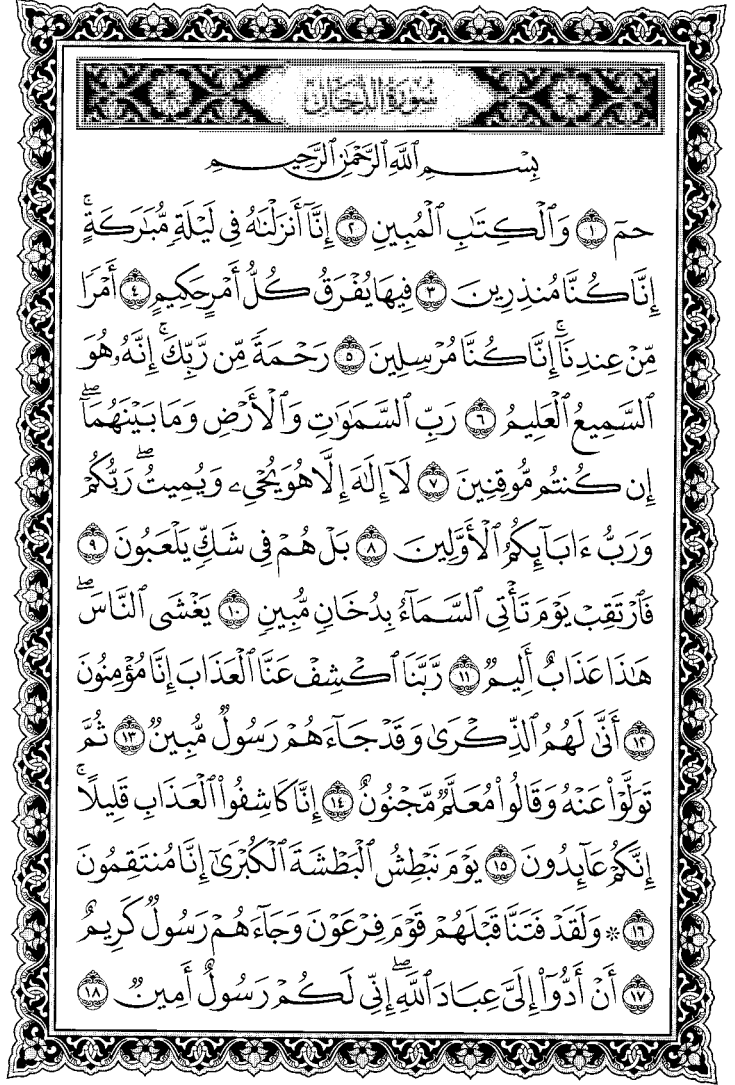 سُورَةُ الدُّخَانِ
بِسْمِ ٱللَّهِ ٱلرَّحْمَٰنِ ٱلرَّحِيمِ
حمٓ ١ وَٱلْكِتَٰبِ ٱلْمُبِينِ ٢ إِنَّآ أَنزَلْنَٰهُ فِى لَيْلَةٍ مُّبَٰرَكَةٍۚ
إِنَّا كُنَّا مُنذِرِينَ ٣ فِيهَا يُفْرَقُ كُلُّ أَمْرٍ حَكِيمٍ ٤ أَمْرًا
مِّنْ عِندِنَآۚ إِنَّا كُنَّا مُرْسِلِينَ ٥ رَحْمَةً مِّن رَّبِّكَۚ إِنَّهُۥ هُوَ
ٱلسَّمِيعُ ٱلْعَلِيمُ ٦ رَبِّ ٱلسَّمَٰوَٰتِ وَٱلْأَرْضِ وَمَا بَيْنَهُمَآۖ
إِن كُنتُم مُّوقِنِينَ ٧ لَآ إِلَٰهَ إِلَّا هُوَ يُحْىِۦ وَيُمِيتُۖ رَبُّكُمْ
وَرَبُّ ءَابَآئِكُمُ ٱلْأَوَّلِينَ ٨ بَلْ هُمْ فِى شَكٍّ يَلْعَبُونَ ٩
فَٱرْتَقِبْ يَوْمَ تَأْتِى ٱلسَّمَآءُ بِدُخَانٍ مُّبِينٍ ١٠ يَغْشَى ٱلنَّاسَۖ
هَٰذَا عَذَابٌ أَلِيمٌ ١١ رَّبَّنَا ٱكْشِفْ عَنَّا ٱلْعَذَابَ إِنَّا مُؤْمِنُونَ
١٢ أَنَّىٰ لَهُمُ ٱلذِّكْرَىٰ وَقَدْ جَآءَهُمْ رَسُولٌ مُّبِينٌ ١٣ ثُمَّ
تَوَلَّوْا۟ عَنْهُ وَقَالُوا۟ مُعَلَّمٌ مَّجْنُونٌ ١٤ إِنَّا كَاشِفُوا۟ ٱلْعَذَابِ قَلِيلًاۚ
إِنَّكُمْ عَآئِدُونَ ١٥ يَوْمَ نَبْطِشُ ٱلْبَطْشَةَ ٱلْكُبْرَىٰٓ إِنَّا مُنتَقِمُونَ
١٦ ۞ وَلَقَدْ فَتَنَّا قَبْلَهُمْ قَوْمَ فِرْعَوْنَ وَجَآءَهُمْ رَسُولٌ كَرِيمٌ
١٧ أَنْ أَدُّوٓا۟ إِلَىَّ عِبَادَ ٱللَّهِۖ إِنِّى لَكُمْ رَسُولٌ أَمِينٌ ١٨